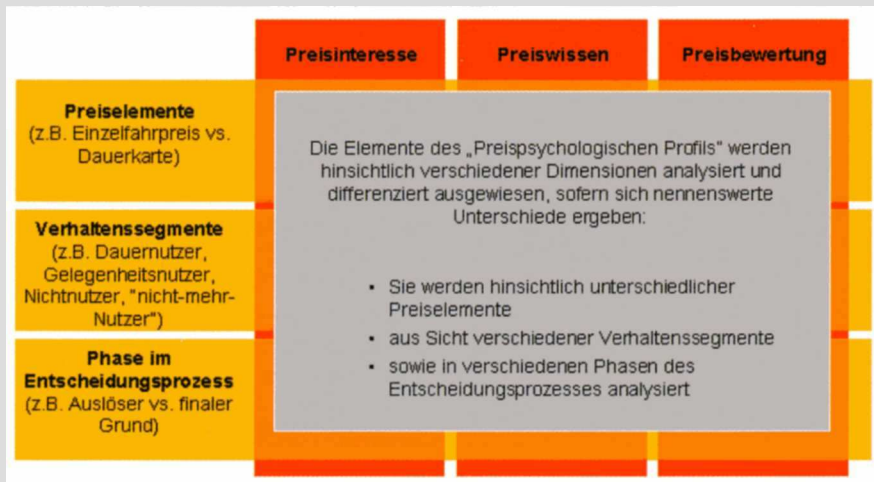 Preisinteresse
Preiswissen
Preisbewertung
Preiselemente
(z.B. Einzelfahrpreis vs.
Dauerkarte)
Verhaltenssegmente
(z.B. Dauernutzer,
Gelegenheitsnutzer,
Nichtnutzer, "nicht-mehr-
Nutzer")
Phase im
Entscheidungsprozess
(z.B. Auslöser vs. finaler
Grund)
Die Elemente des „Preispsychologischen Profils" werden
hinsichtlich verschiedener Dimensionen analysiert und
differenziert ausgewiesen, sofern sich nennenswerte
Unterschiede ergeben:
• Sie werden hinsichtlich unterschiedlicher
Preiselemente
• aus Sicht verschiedener Verhaltenssegmente
• sowie in verschiedenen Phasen des
Entscheidungsprozesses analysiert